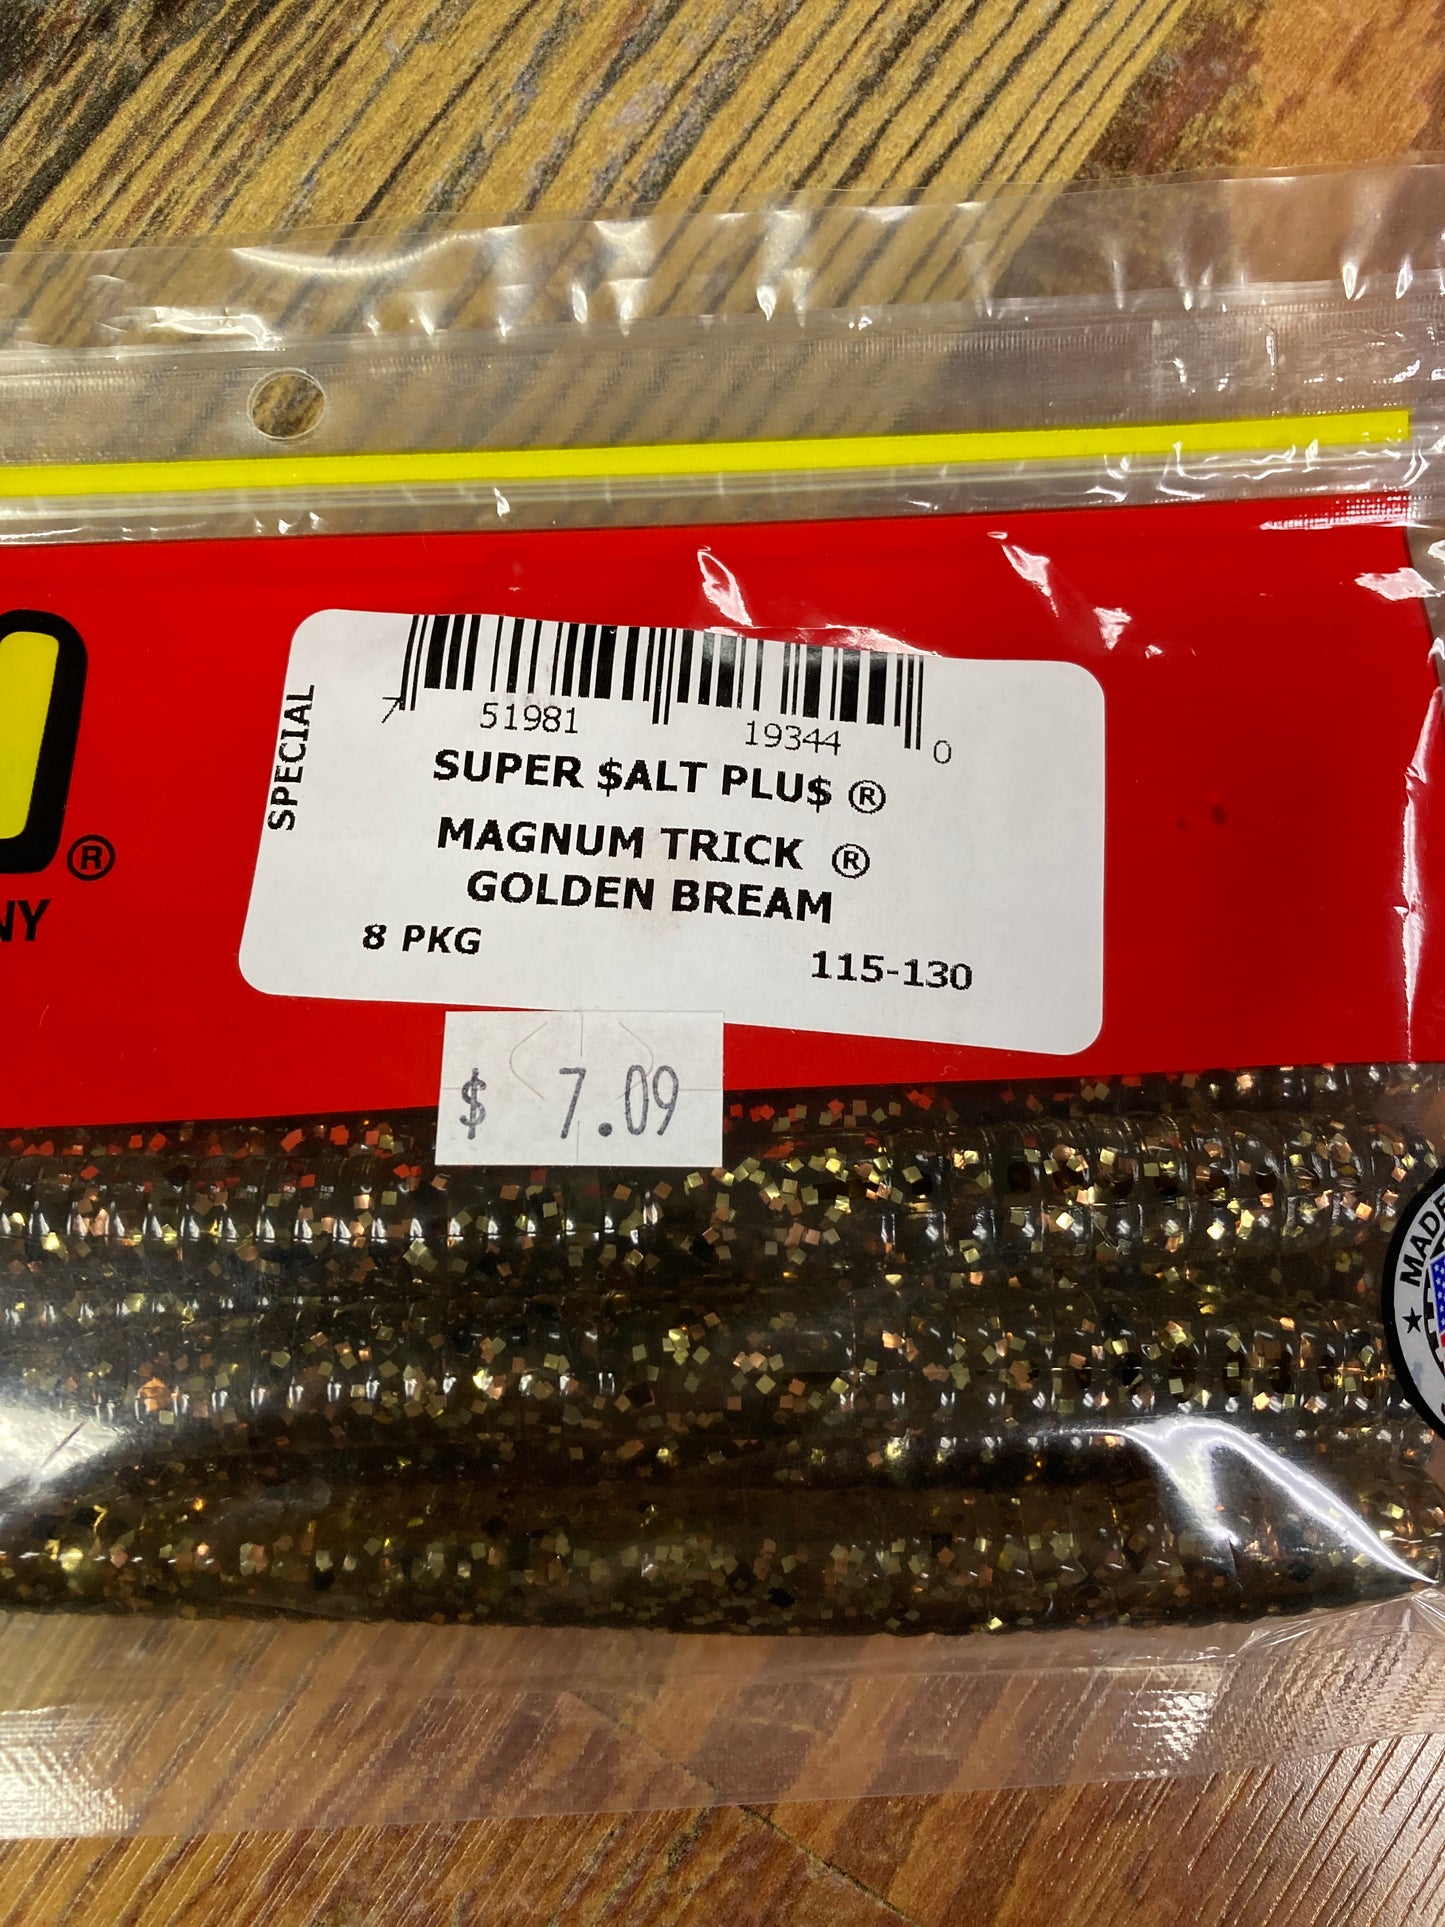 ®
NY
SPECIAL
7 51981 19344 0
SUPER $ALT PLU$ ®
MAGNUM TRICK ®
GOLDEN BREAM
8 PKG 115-130
$ 7.09
MADE